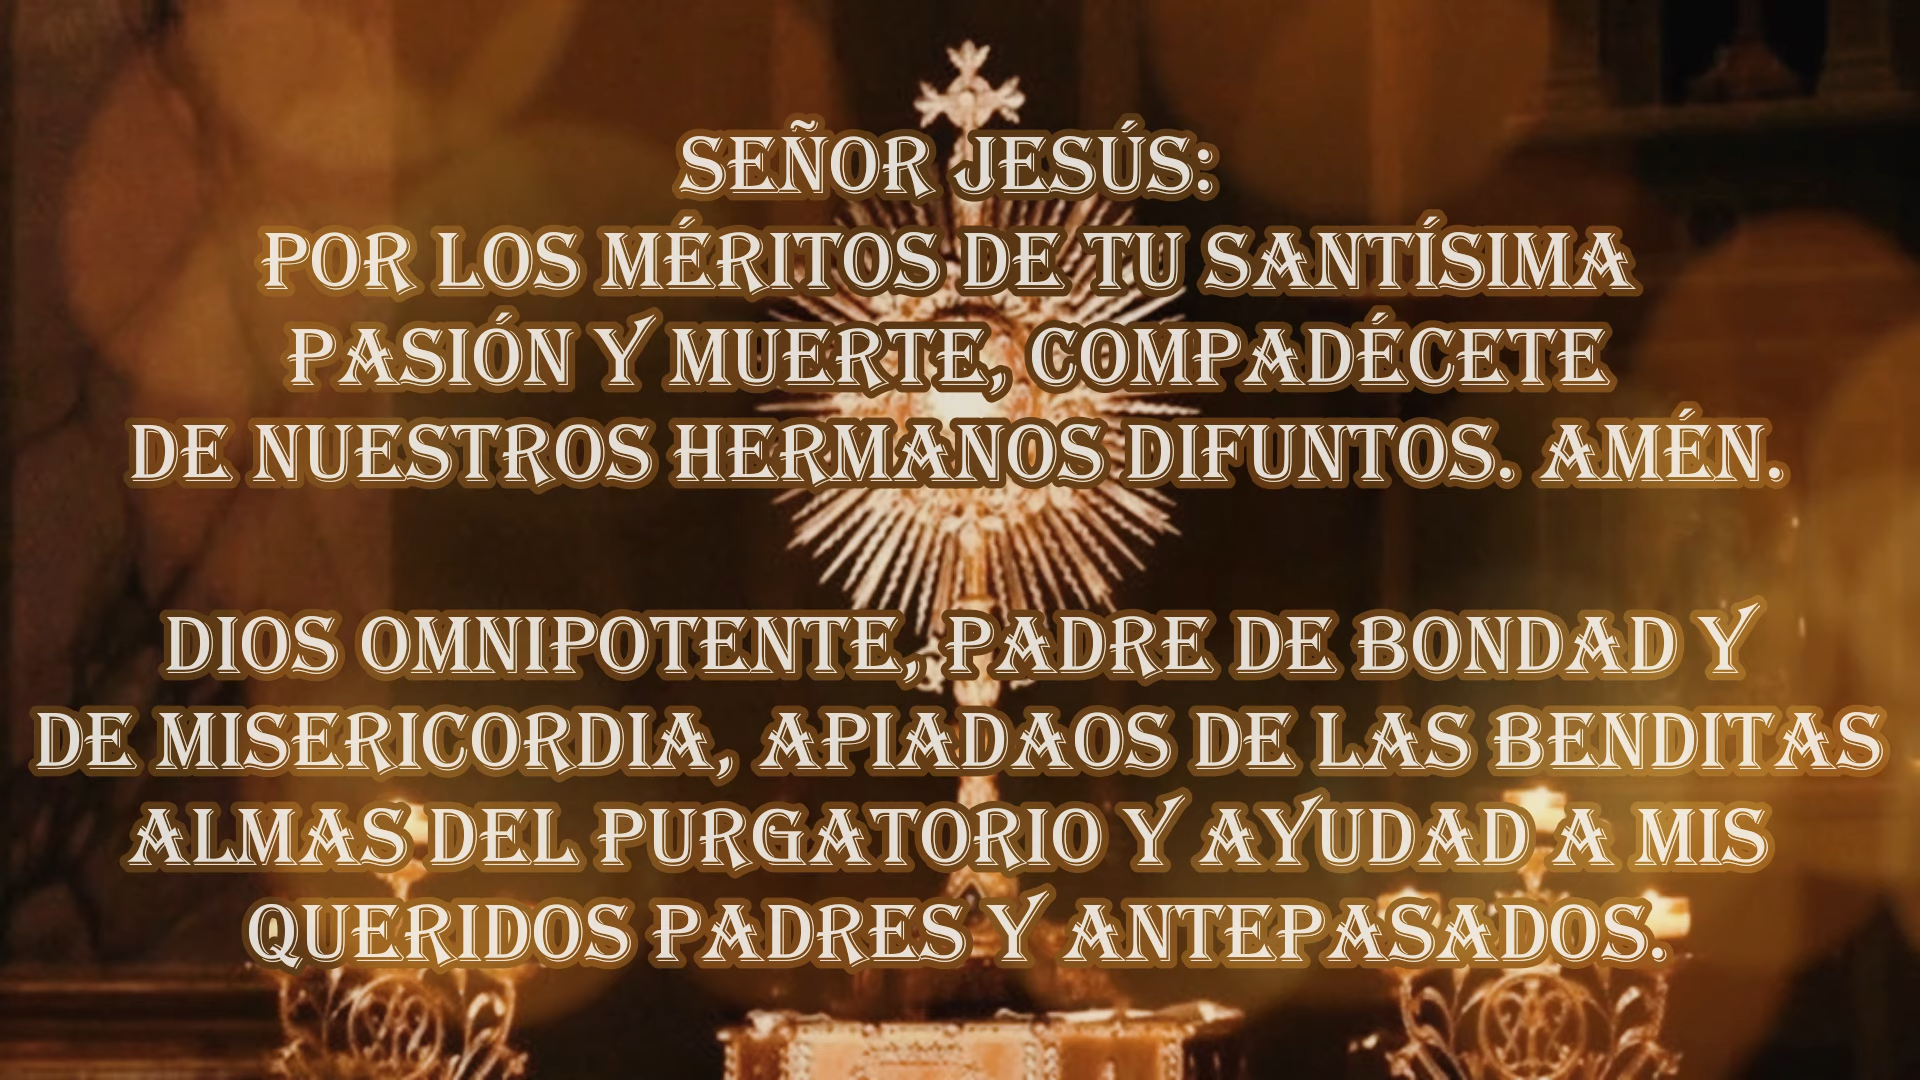 SEÑOR JESÚS:
POR LOS MÉRITOS DE TU SANTÍSIMA
PASIÓN Y MUERTE, COMPADÉCETE
DE NUESTROS HERMANOS DIFUNTOS. AMÉN.
DIOS OMNIPOTENTE, PADRE DE BONDAD Y
DE MISERICORDIA, APIADAOS DE LAS BENDITAS
ALMAS DEL PURGATORIO Y AYUDAD A MIS
QUERIDOS PADRES Y ANTEPASADOS.